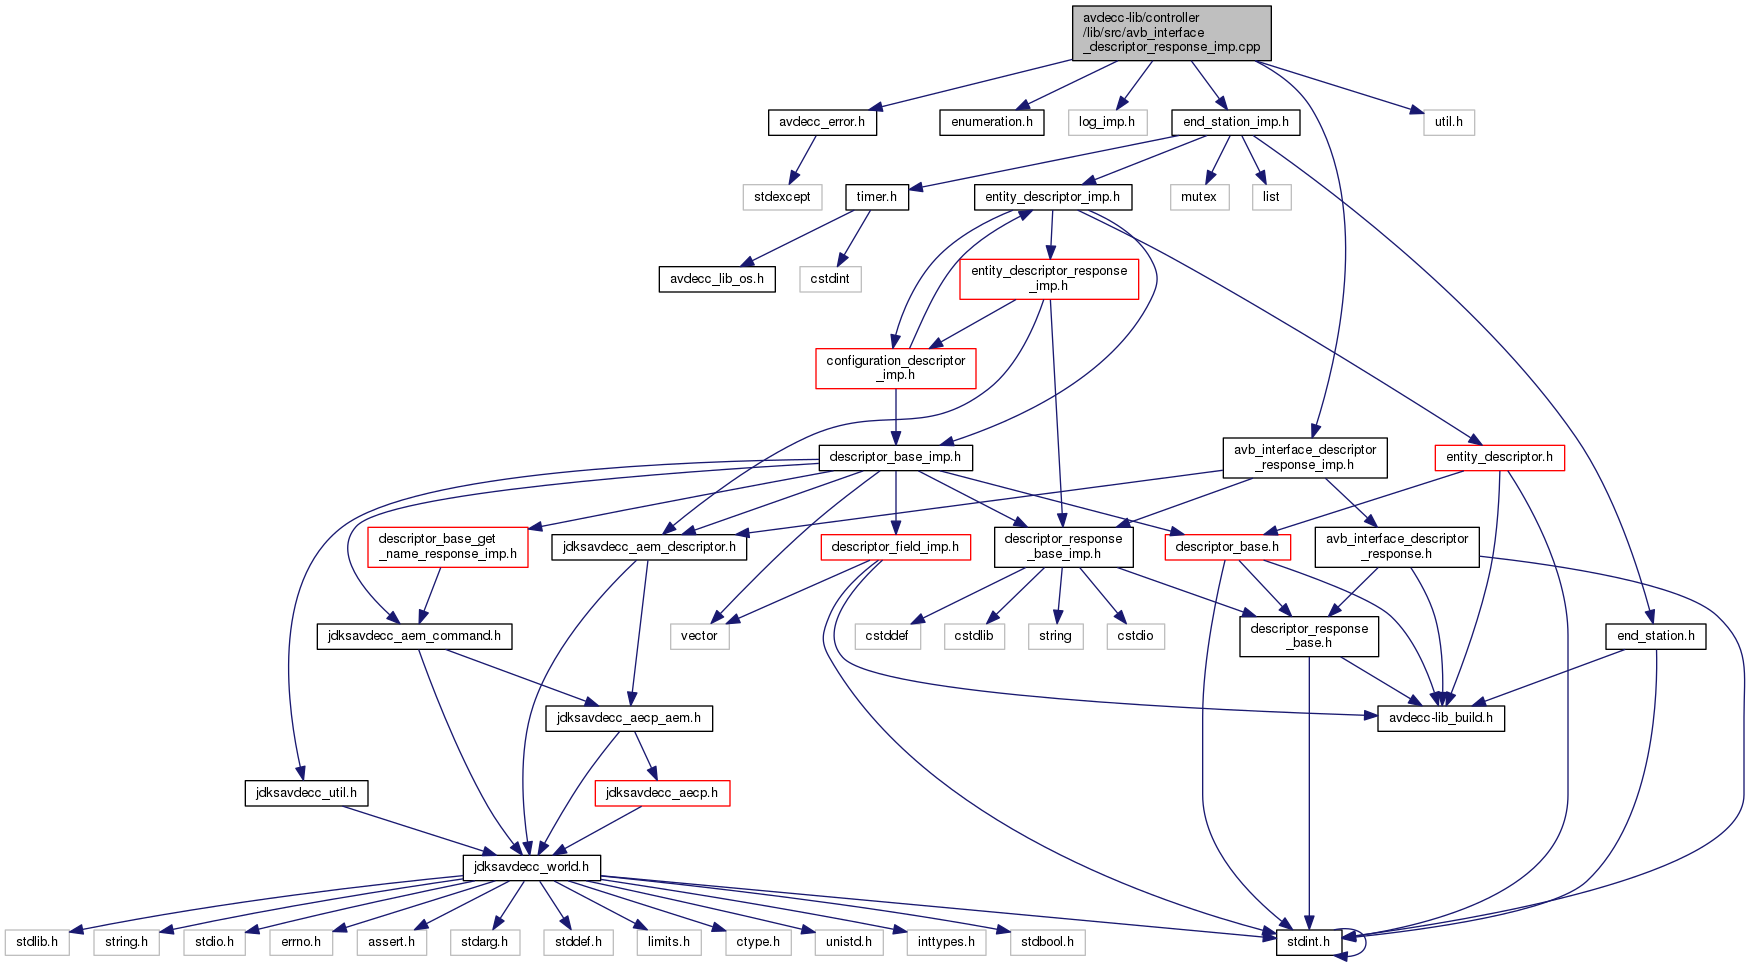 avdecc-lib/controller
/lib/src/avb_interface
_descriptor_response_imp.cpp
avdecc_error.h
enumeration.h
log_imp.h
end_station_imp.h
util.h
stdexcept
timer.h
entity_descriptor_imp.h
mutex
list
avdecc_lib_os.h
cstdint
entity_descriptor_response
_imp.h
configuration_descriptor
_imp.h
descriptor_base_imp.h
avb_interface_descriptor
_response_imp.h
entity_descriptor.h
descriptor_base_get
_name_response_imp.h
jdksavdecc_aem_descriptor.h
descriptor_field_imp.h
descriptor_response
_base_imp.h
descriptor_base.h
avb_interface_descriptor
_response.h
jdksavdecc_aem_command.h
vector
cstddef
cstdlib
string
cstdio
descriptor_response
_base.h
end_station.h
jdksavdecc_aecp_aem.h
avdecc-lib_build.h
jdksavdecc_util.h
jdksavdecc_aecp.h
jdksavdecc_world.h
stdlib.h
string.h
stdio.h
errno.h
assert.h
stdarg.h
stddef.h
limits.h
ctype.h
unistd.h
inttypes.h
stdbool.h
stdint.h